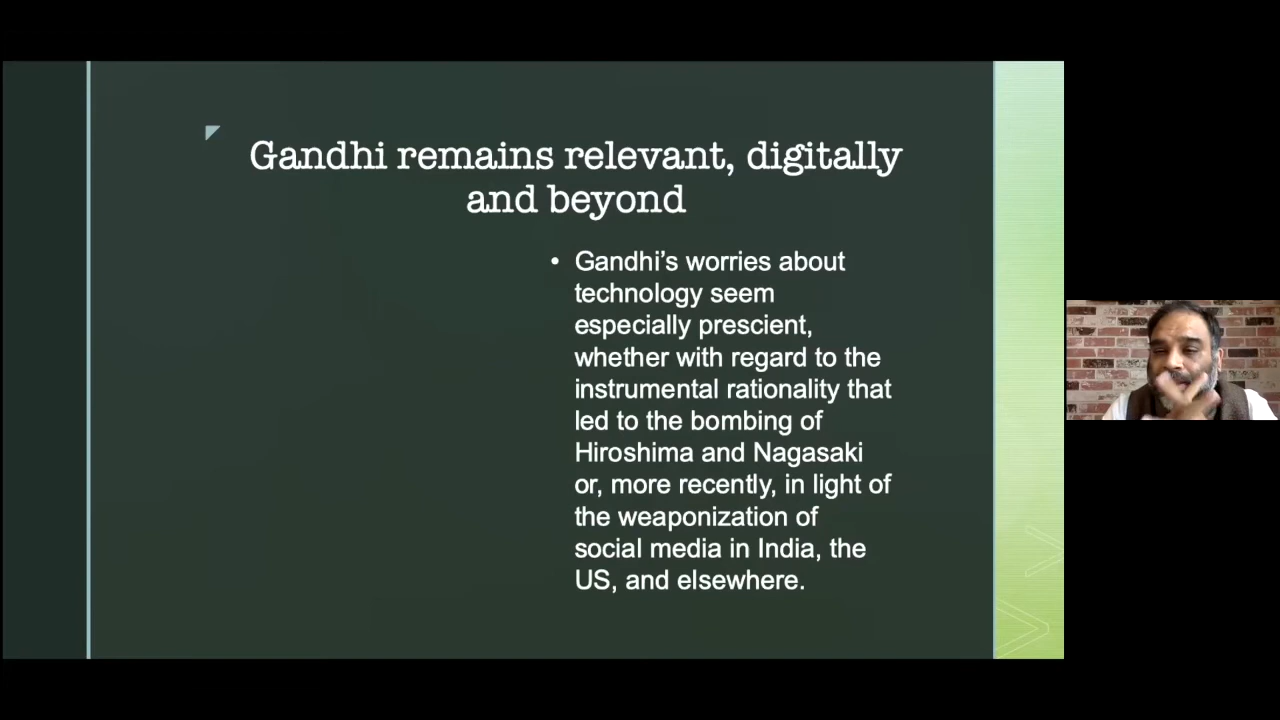 Gandhi remains relevant, digitally
and beyond
• Gandhi’s worries about
technology seem
especially prescient,
whether with regard to the
instrumental rationality that
led to the bombing of
Hiroshima and Nagasaki
or, more recently, in light of
the weaponization of
social media in India, the
US, and elsewhere.